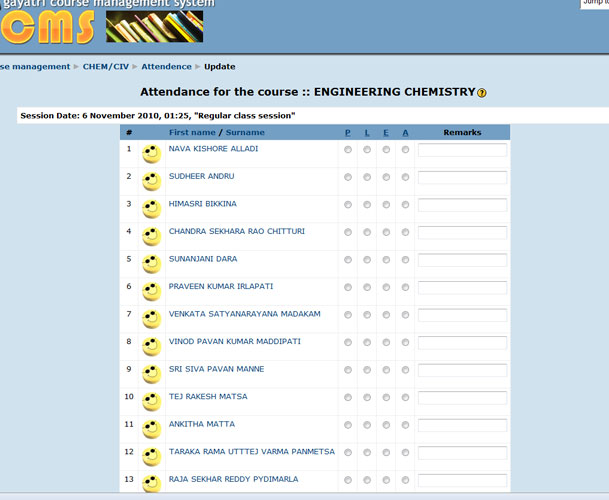 gayatri course management system
Jump to
CMS
se management ► CHEM/CIV ► Attendence ► Update
Attendance for the course :: ENGINEERING CHEMISTRY ?
Session Date: 6 November 2010, 01:25, "Regular class session"
# First name / Surname P L E A Remarks
1 NAVA KISHORE ALLADI
2 SUDHEER ANDRU
3 HIMASRI BIKKINA
4 CHANDRA SEKHARA RAO CHITTURI
5 SUNANJANI DARA
6 PRAVEEN KUMAR IRLAPATI
7 VENKATA SATYANARAYANA MADAKAM
8 VINOD PAVAN KUMAR MADDIPATI
9 SRI SIVA PAVAN MANNE
10 TEJ RAKESH MATSA
11 ANKITHA MATTA
12 TARAKA RAMA UTTTEJ VARMA PANMETSA
13 RAJA SEKHAR REDDY PYDIMARLA